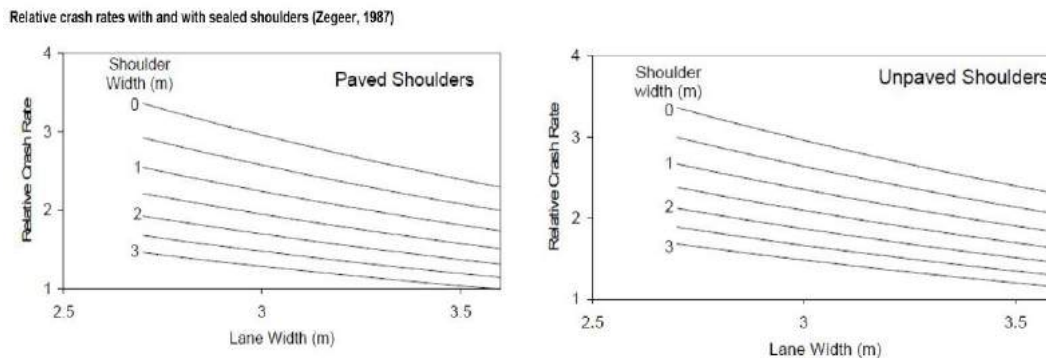 Relative crash rates with and with sealed shoulders (Zegeer, 1987)
4
Shoulder
Width (m)
Paved Shoulders
0
3
1
2
2
3
1
2.5
3
3.5
Relative Crash Rate
Lane Width (m)
4
Shoulder
width (m)
Unpaved Shoulders
0
3
1
2
2
3
1
2.5
3
3.5
Relative Crash Rate
Lane Width (m)